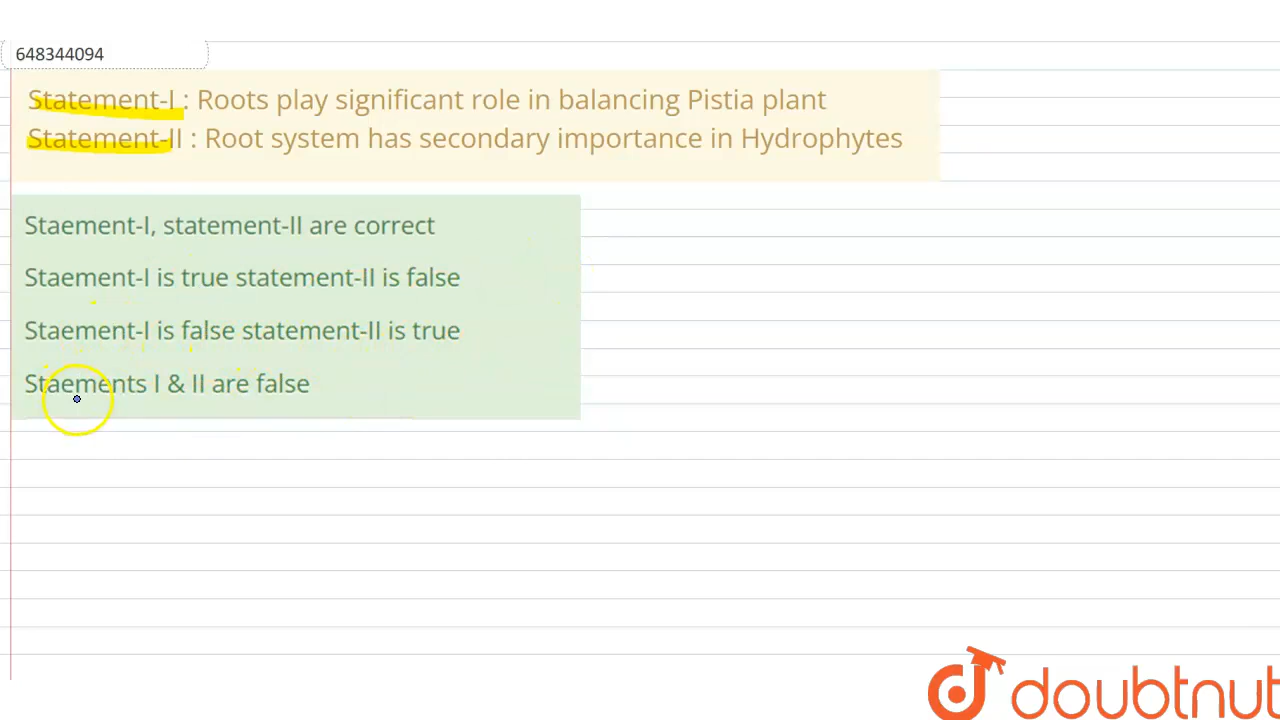 648344094
Statement-I : Roots play significant role in balancing Pistia plant
Statement-II : Root system has secondary importance in Hydrophytes
Staement-I, statement-II are correct
Staement-I is true statement-II is false
Staement-I is false statement-II is true
Staements I & II are false
doubtnut